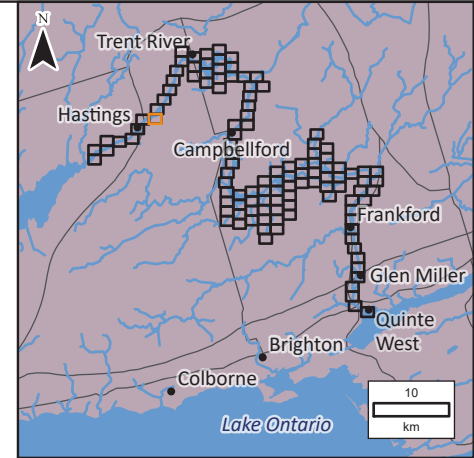 N
Trent River
Hastings
Campbellford
Frankford
Glen Miller
Quinte
West
Brighton
Colborne
Lake Ontario
10
km